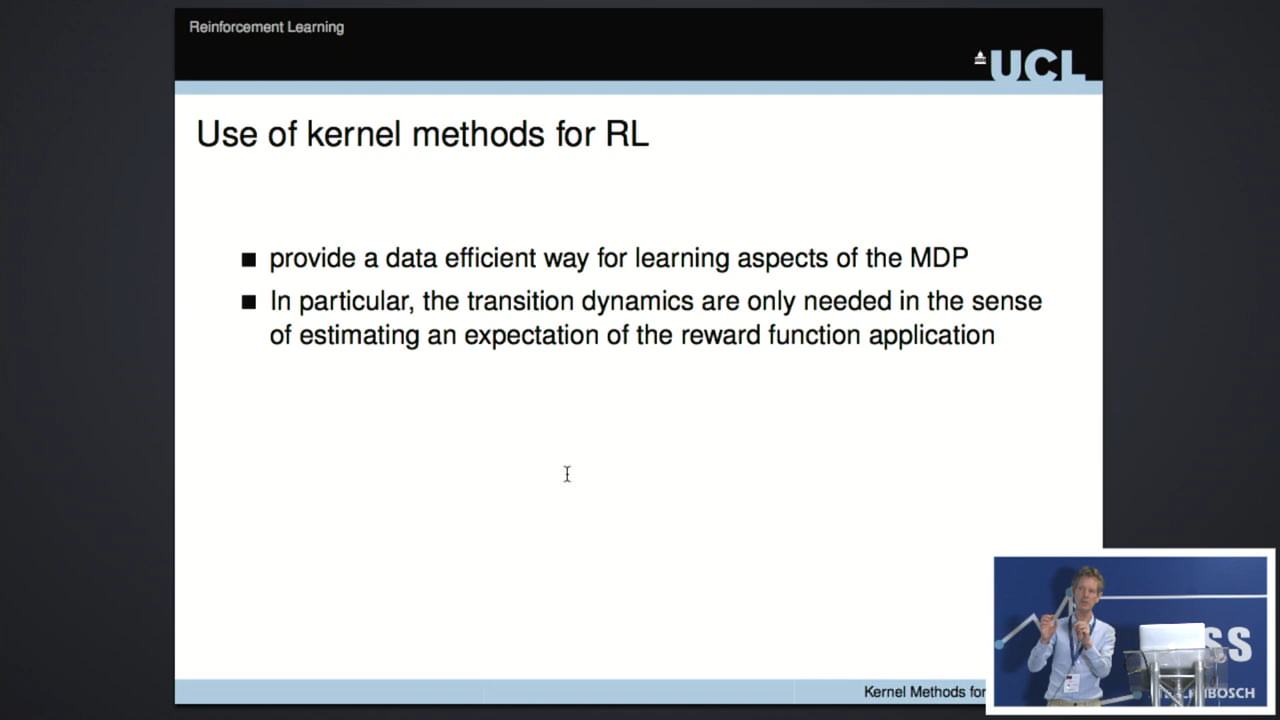 Reinforcement Learning
UCL
Use of kernel methods for RL
provide a data efficient way for learning aspects of the MDP
In particular, the transition dynamics are only needed in the sense
of estimating an expectation of the reward function application
Kernel Methods for
SS
BOSCH